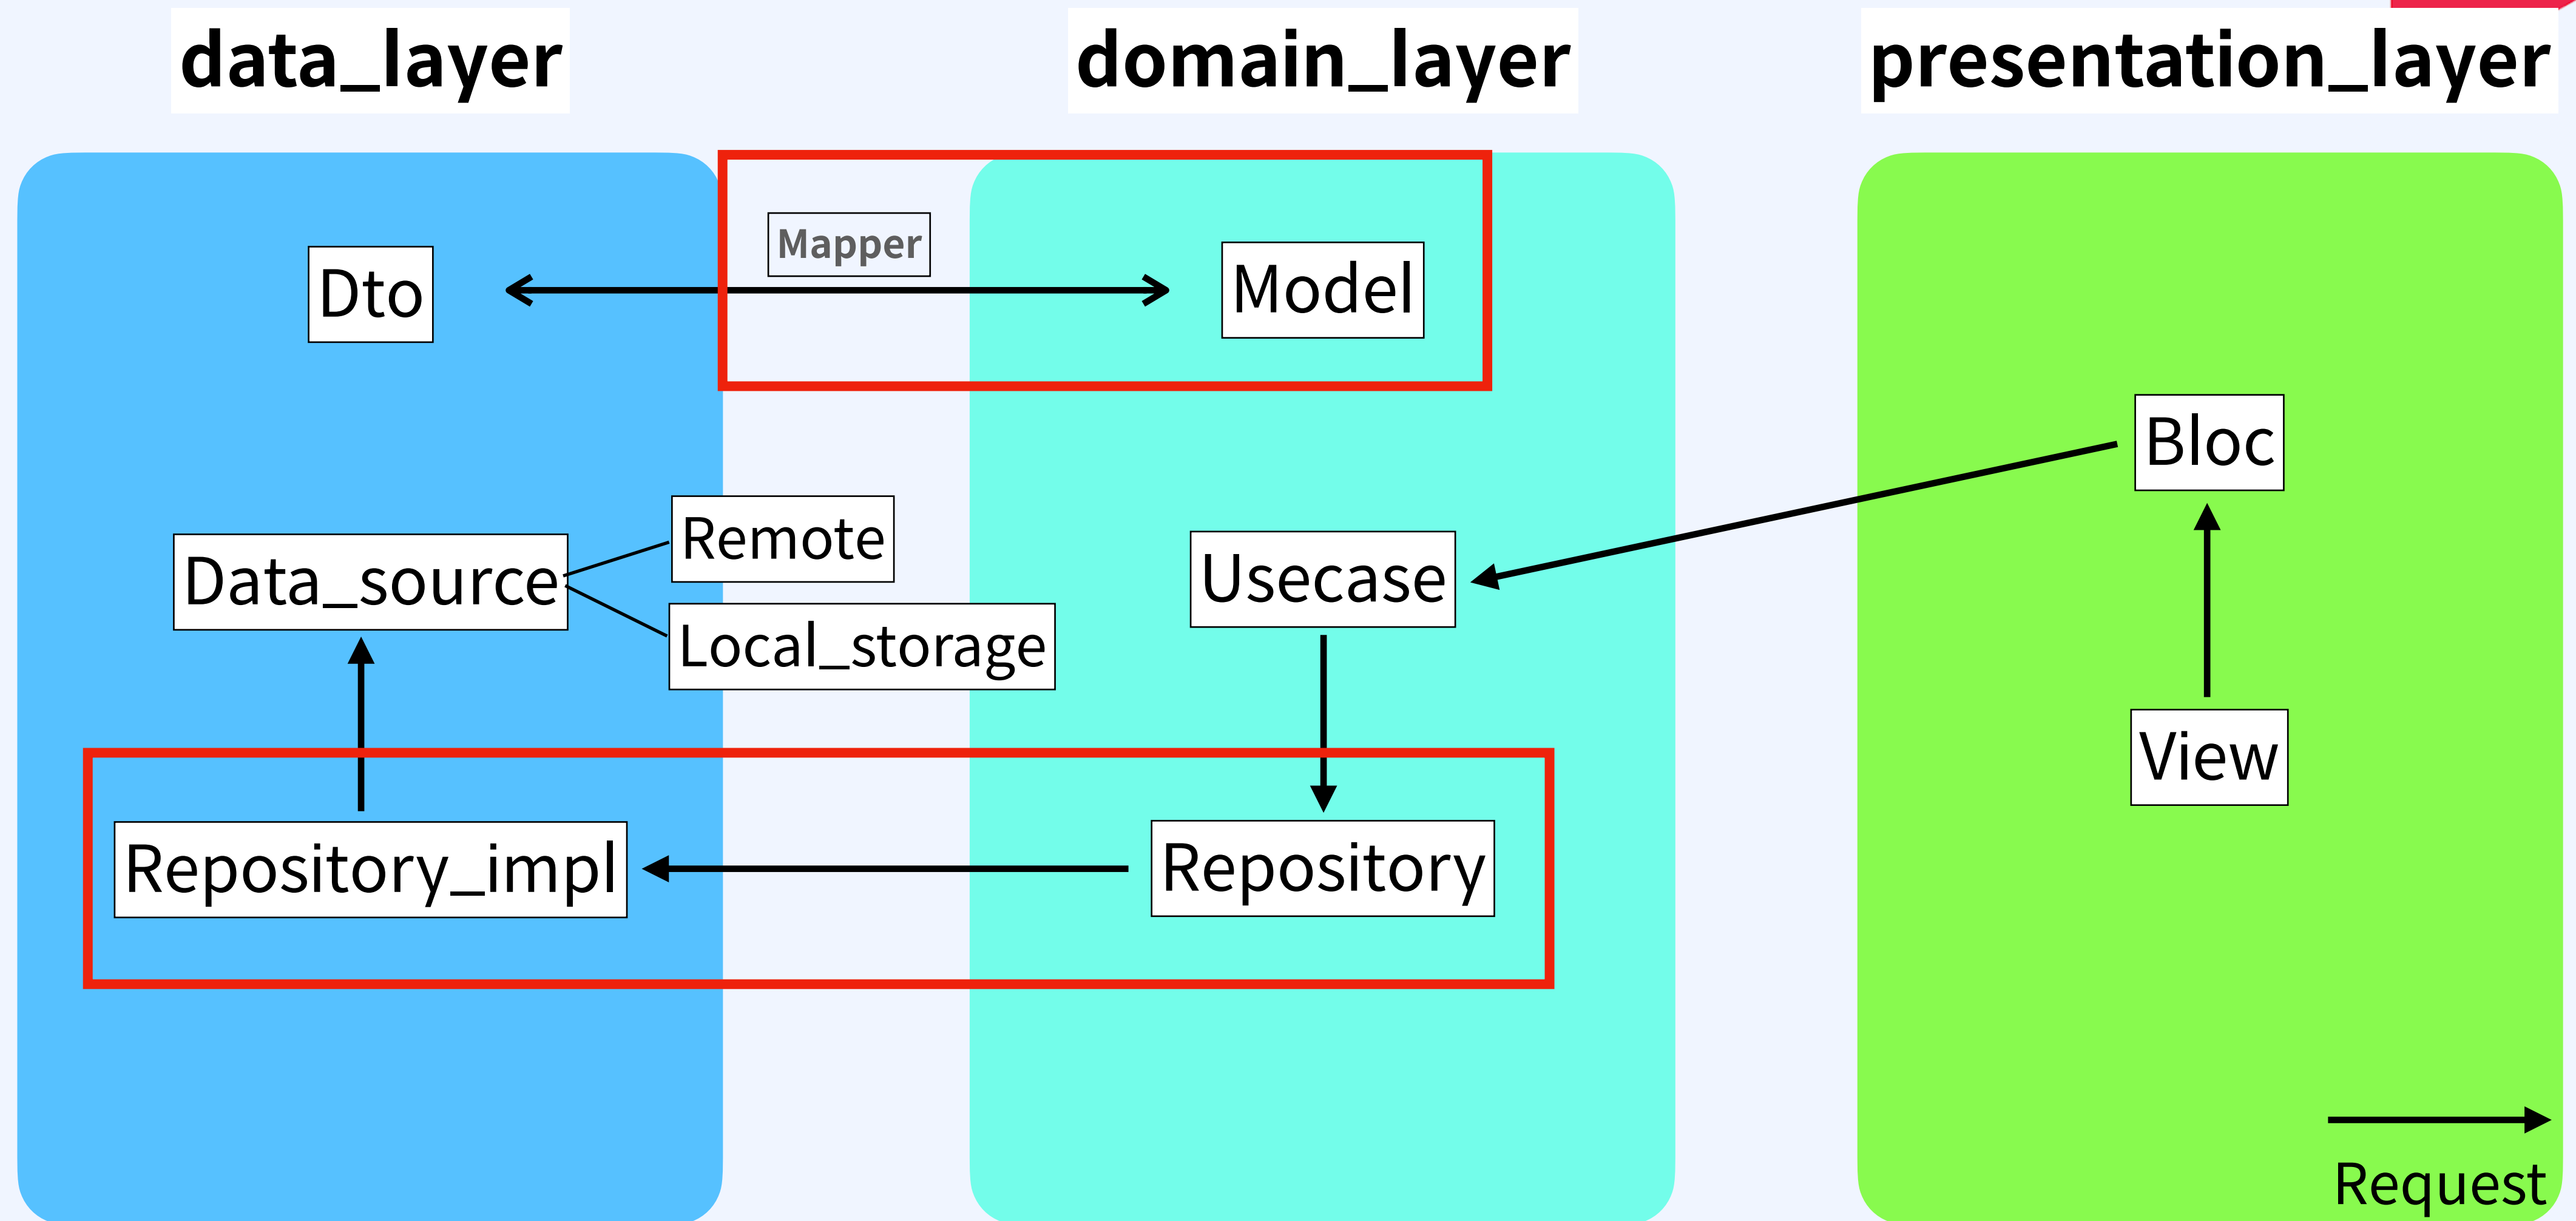 data_layer
domain_layer
presentation_layer
Mapper
Dto
Model
Bloc
Remote
Data_source
Usecase
Local_storage
View
Repository_impl
Repository
Request